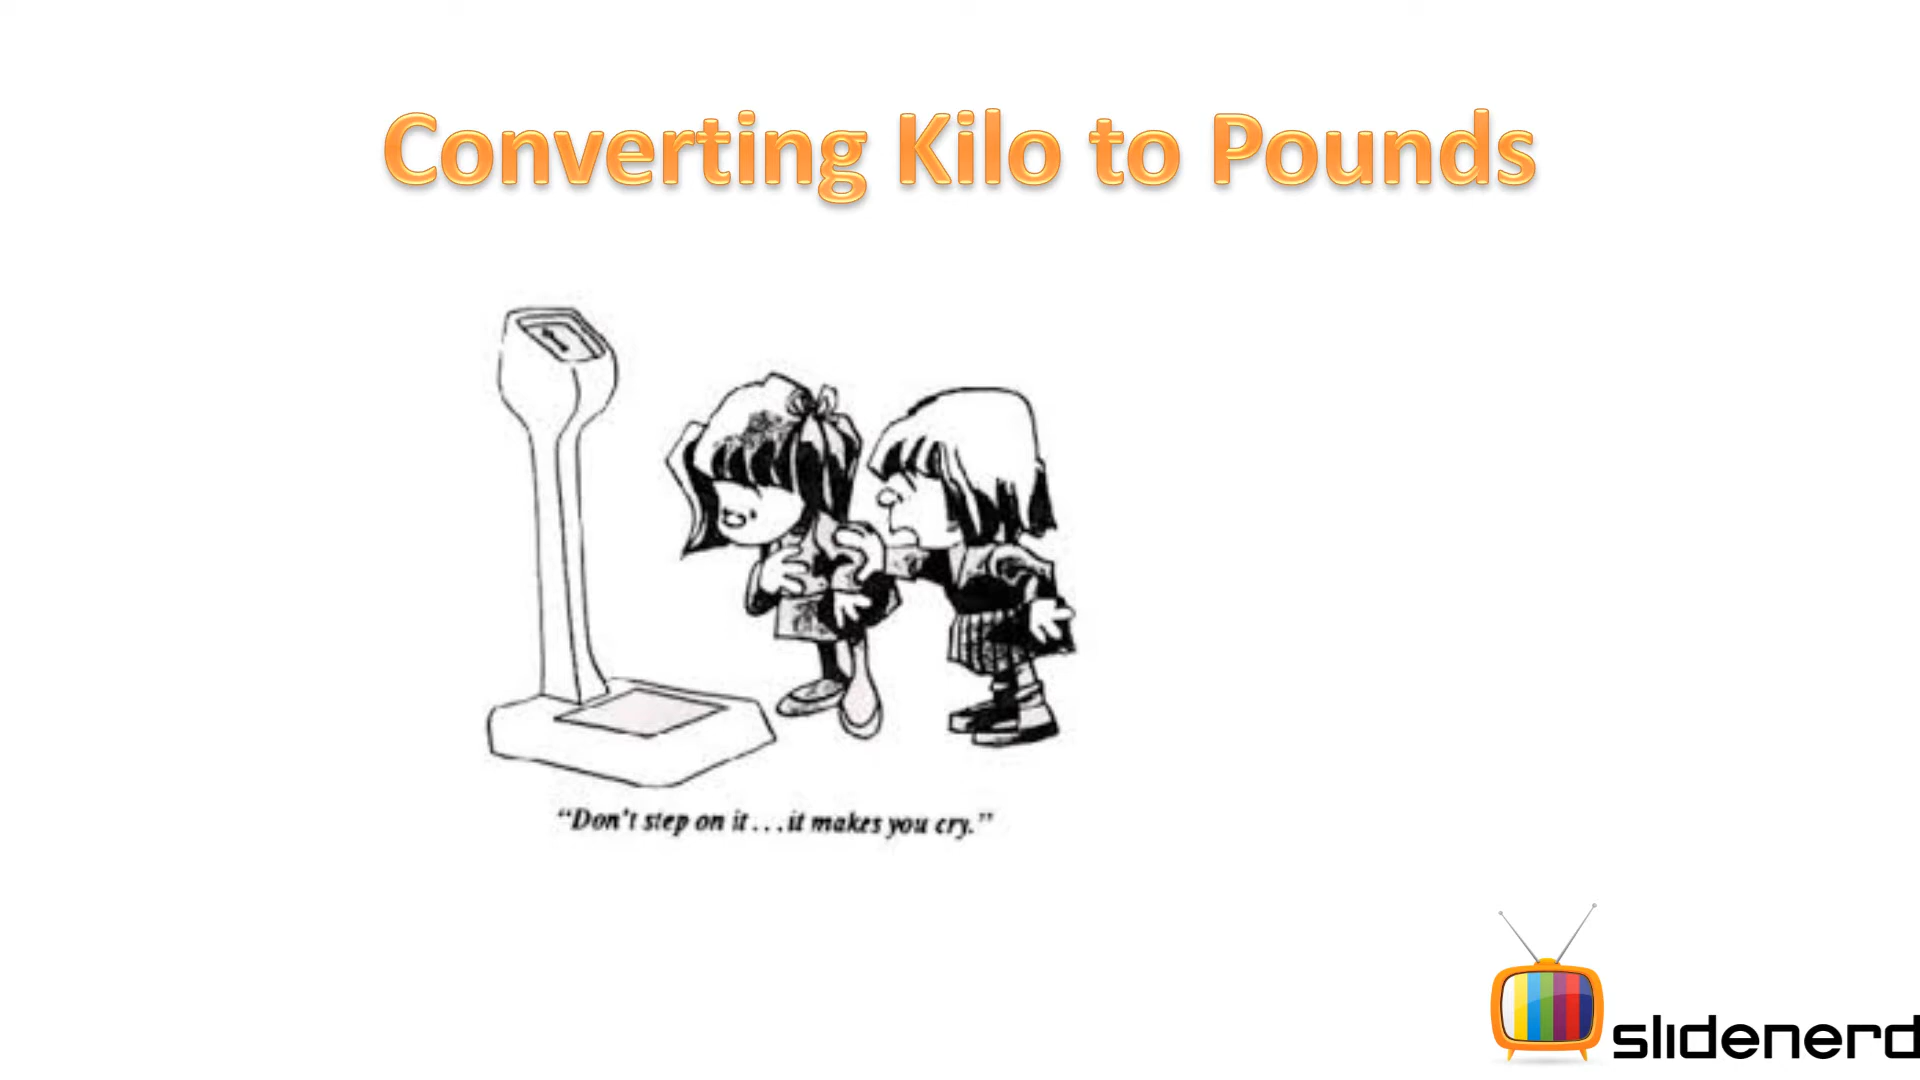 Converting Kilo to Pounds
“Don't step on it...it makes you cry.”
slidenerd